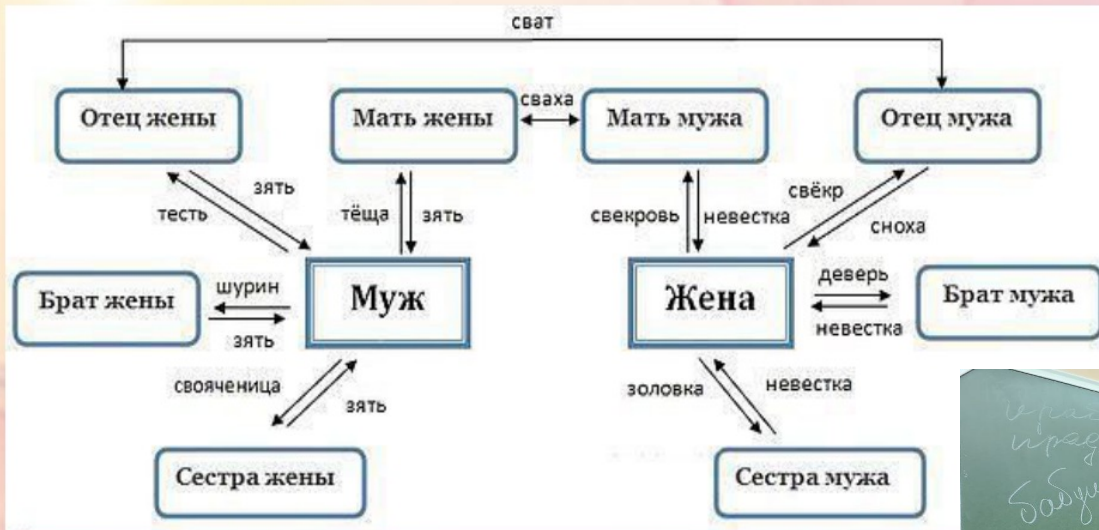 сват
Отец жены
Мать жены
сваха
Мать мужа
Отец мужа
тесть
зять
тёща
зять
свекровь
невестка
свёкр
сноха
Брат жены
шурин
зять
Муж
Жена
деверь
невестка
Брат мужа
свояченица
зять
золовка
невестка
Сестра жены
Сестра мужа